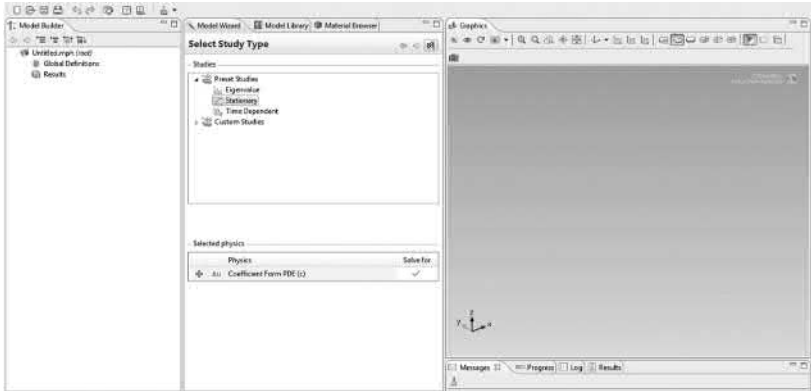 Model Builder
Untitled.mph (root)
Global Definitions
Results
Model Wizard
Model Library
Material Browser
Select Study Type
Studies
Preset Studies
Eigenvalue
Stationary
Time Dependent
Custom Studies
Selected physics
Physics
Solve for
Δu
Coefficient Form PDE (c)
Graphics
z
y
x
Messages
Progress
Log
Results